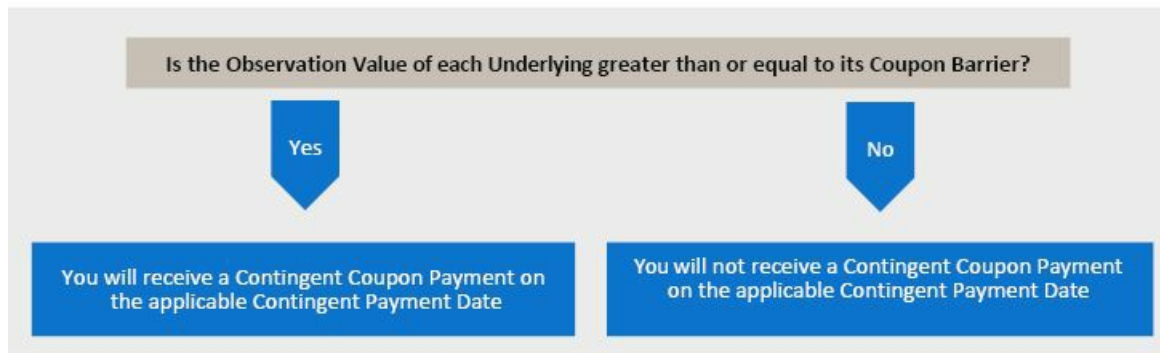 Is the Observation Value of each Underlying greater than or equal to its Coupon Barrier?
Yes
No
You will receive a Contingent Coupon Payment on
the applicable Contingent Payment Date
You will not receive a Contingent Coupon Payment
on the applicable Contingent Payment Date